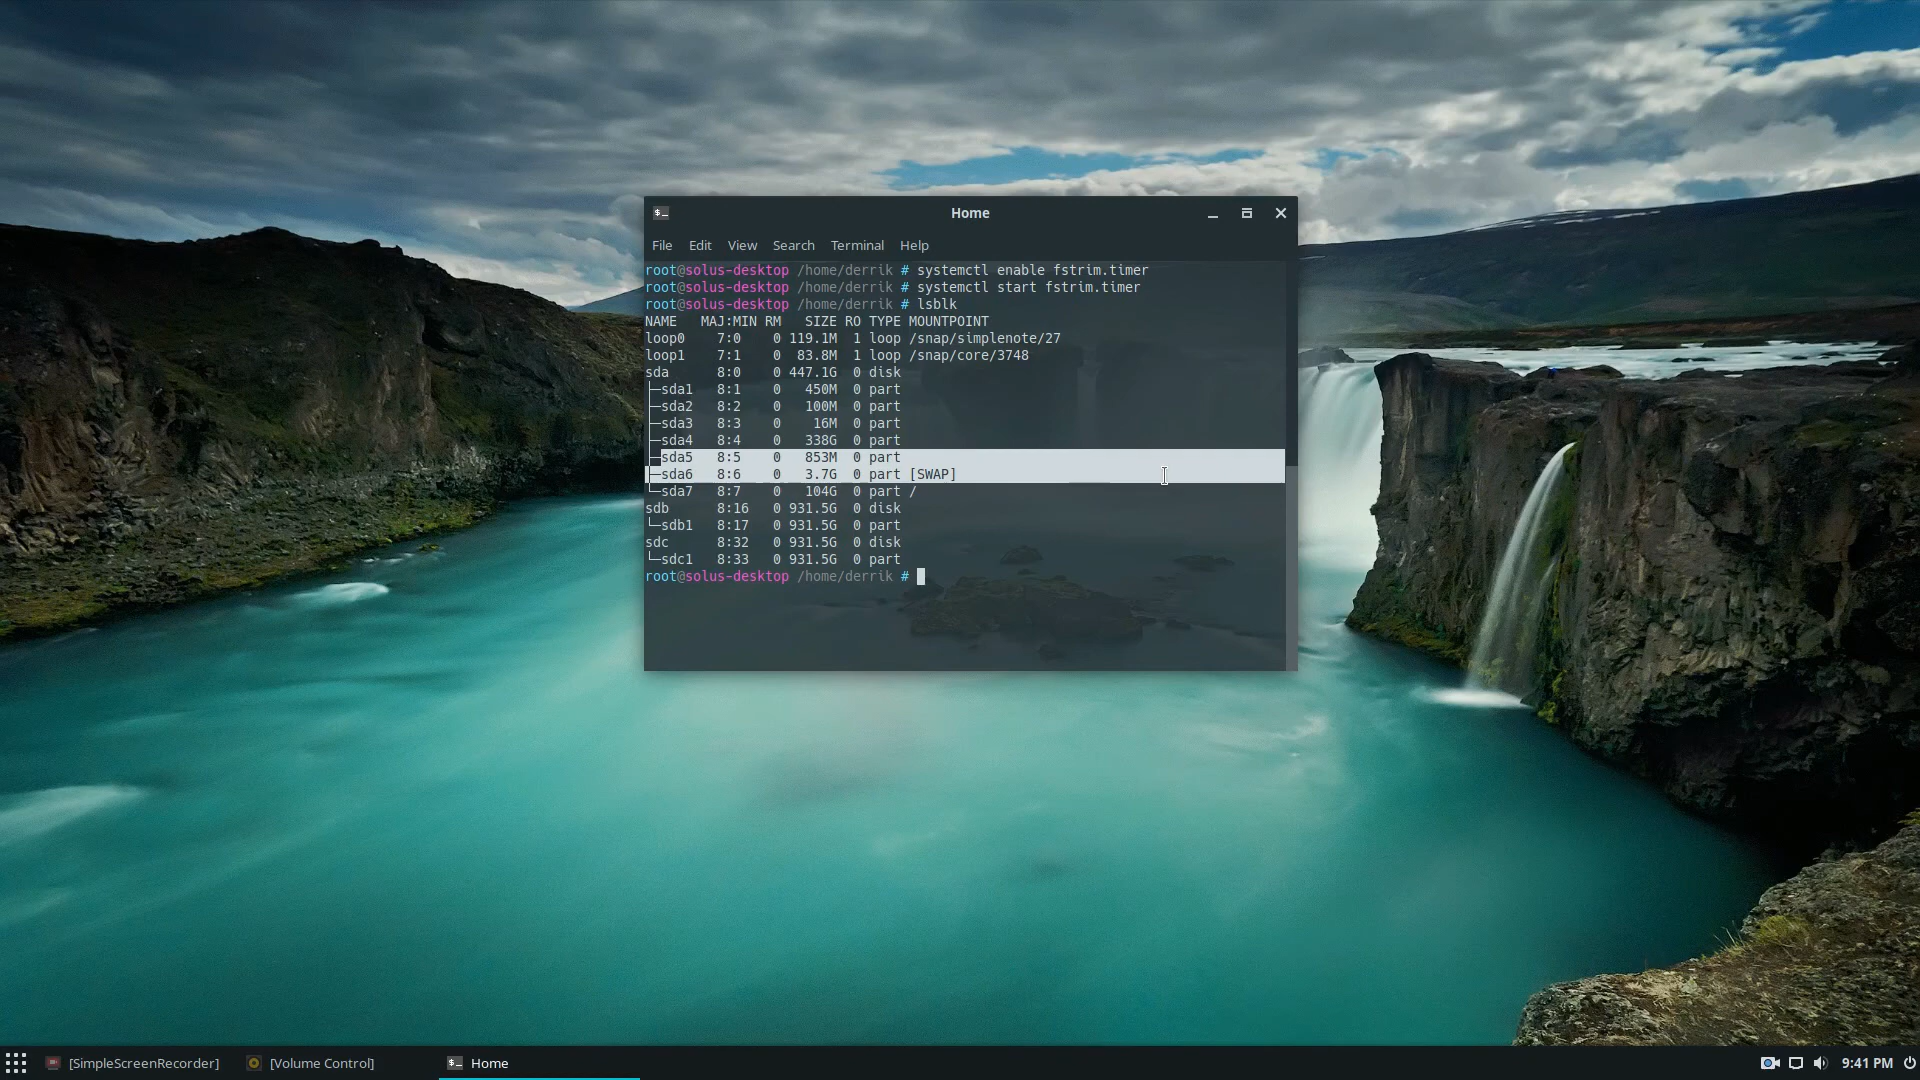 Home
File Edit View Search Terminal Help
root@solus-desktop /home/derrik # systemctl enable fstrim.timer
root@solus-desktop /home/derrik # systemctl start fstrim.timer
root@solus-desktop /home/derrik # lsblk
NAME   MAJ:MIN RM   SIZE RO TYPE MOUNTPOINT
loop0    7:0    0 119.1M  1 loop /snap/simplenote/27
loop1    7:1    0  83.8M  1 loop /snap/core/3748
sda      8:0    0 447.1G  0 disk
├─sda1   8:1    0   450M  0 part
├─sda2   8:2    0   100M  0 part
├─sda3   8:3    0    16M  0 part
├─sda4   8:4    0   338G  0 part
├─sda5   8:5    0   853M  0 part
├─sda6   8:6    0   3.7G  0 part [SWAP]
└─sda7   8:7    0   104G  0 part /
sdb      8:16   0 931.5G  0 disk
└─sdb1   8:17   0 931.5G  0 part
sdc      8:32   0 931.5G  0 disk
└─sdc1   8:33   0 931.5G  0 part
root@solus-desktop /home/derrik #
[SimpleScreenRecorder] [Volume Control] $_ Home 9:41 PM